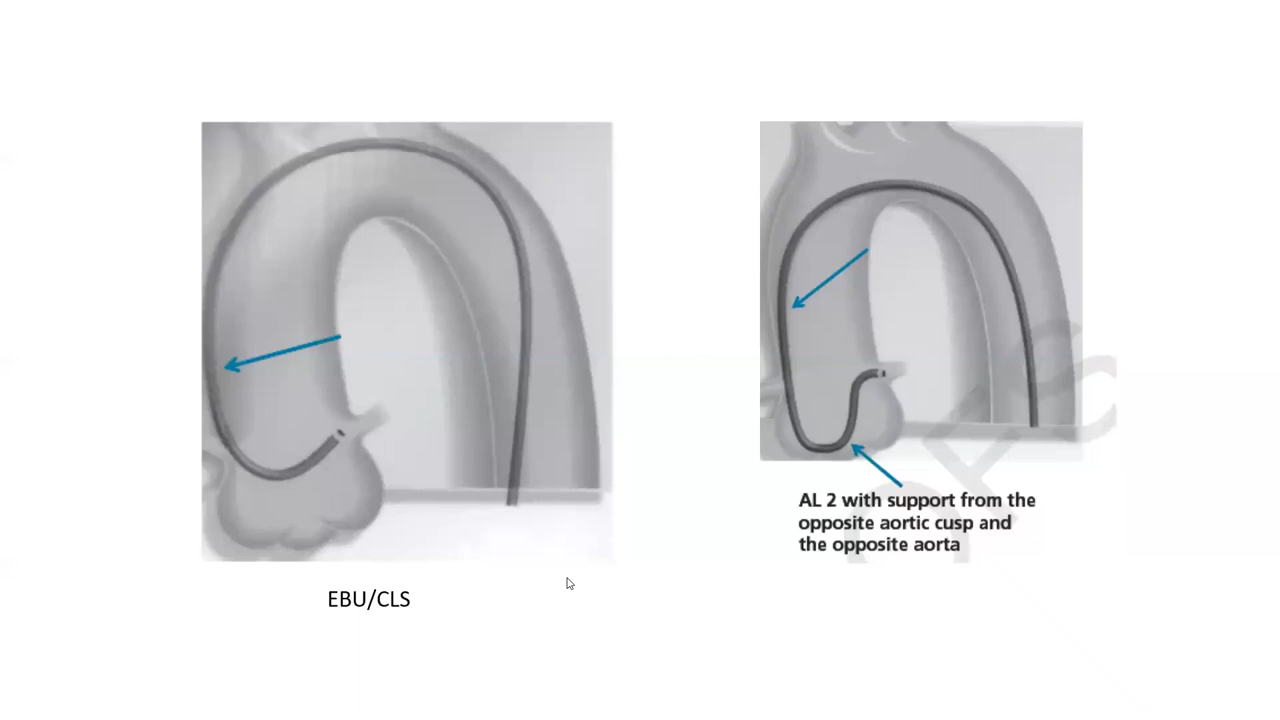 AL 2 with support from the
opposite aortic cusp and
the opposite aorta
EBU/CLS